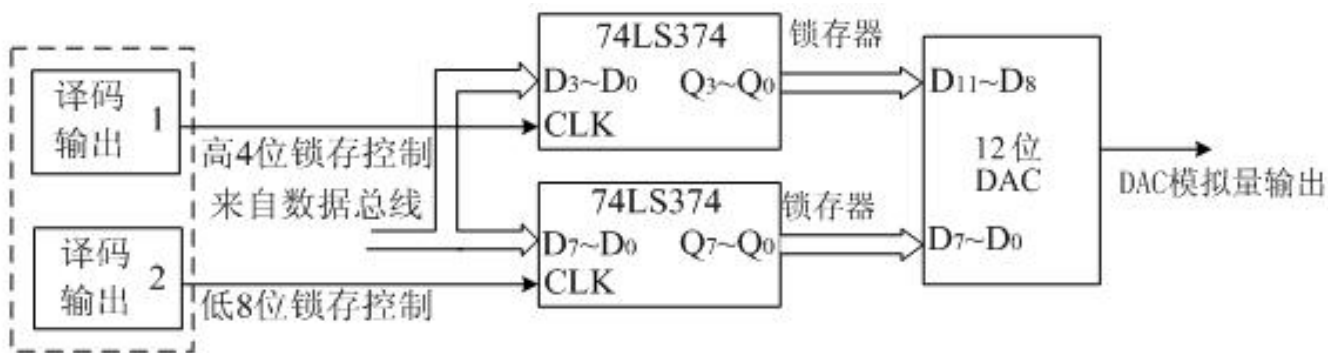 译码
输出 1
高4位锁存控制
来自数据总线
译码
输出 2
低8位锁存控制
74LS374
D3~D0 Q3~Q0
CLK
锁存器
74LS374
D7~D0 Q7~Q0
CLK
锁存器
D11~D8
12位
DAC
D7~D0
DAC模拟量输出